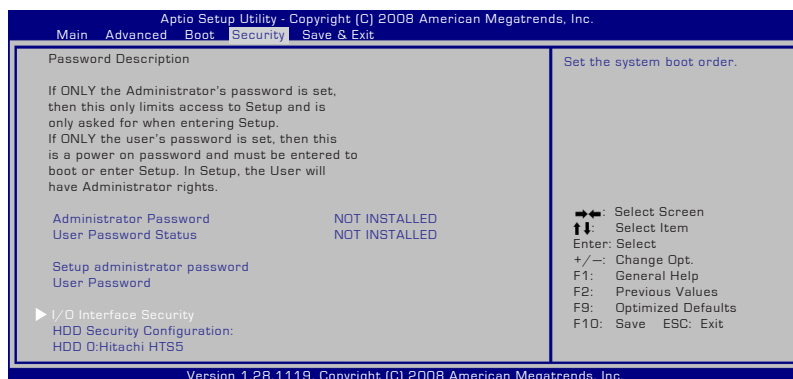 Aptio Setup Utility - Copyright (C) 2008 American Megatrends, Inc.
Main Advanced Boot Security Save & Exit
Password Description
If ONLY the Administrator's password is set,
then this only limits access to Setup and is
only asked for when entering Setup.
If ONLY the user's password is set, then this
is a power on password and must be entered to
boot or enter Setup. In Setup, the User will
have Administrator rights.
Administrator Password NOT INSTALLED
User Password Status NOT INSTALLED
Setup administrator password
User Password
I/O Interface Security
HDD Security Configuration:
HDD 0:Hitachi HTS5
Set the system boot order.
→←: Select Screen
↑↓: Select Item
Enter: Select
+/—: Change Opt.
F1: General Help
F2: Previous Values
F9: Optimized Defaults
F10: Save ESC: Exit
Version 1.28.1119. Copyright (C) 2008 American Megatrends, Inc.